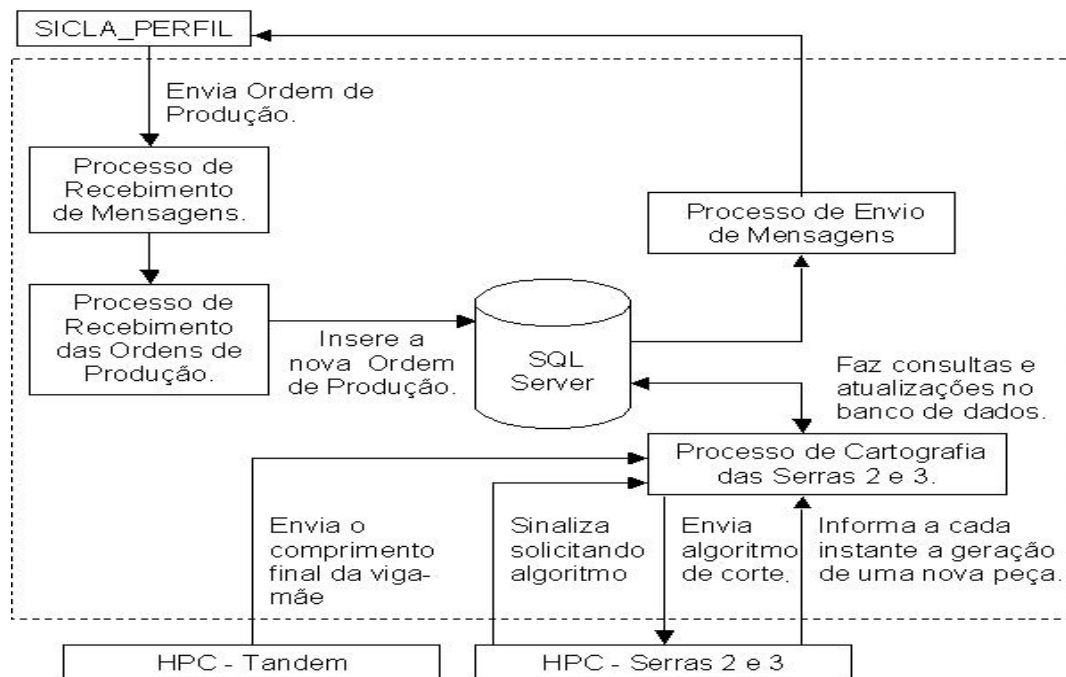 SICLA_PERFIL
Envia Ordem de
Produção.
Processo de
Recebimento
de Mensagens.
Processo de Envio
de Mensagens
Processo de
Recebimento
das Ordens de
Produção.
Insere a
nova Ordem
de Produção.
SQL
Server
Faz consultas e
atualizações no
banco de dados.
Processo de Cartografia
das Serras 2 e 3.
Envia o
comprimento
final da viga-
mãe
Sinaliza
solicitando
algoritmo
Envia
algoritmo
de corte.
Informa a cada
instante a geração
de uma nova peça.
HPC - Tandem
HPC - Serras 2 e 3